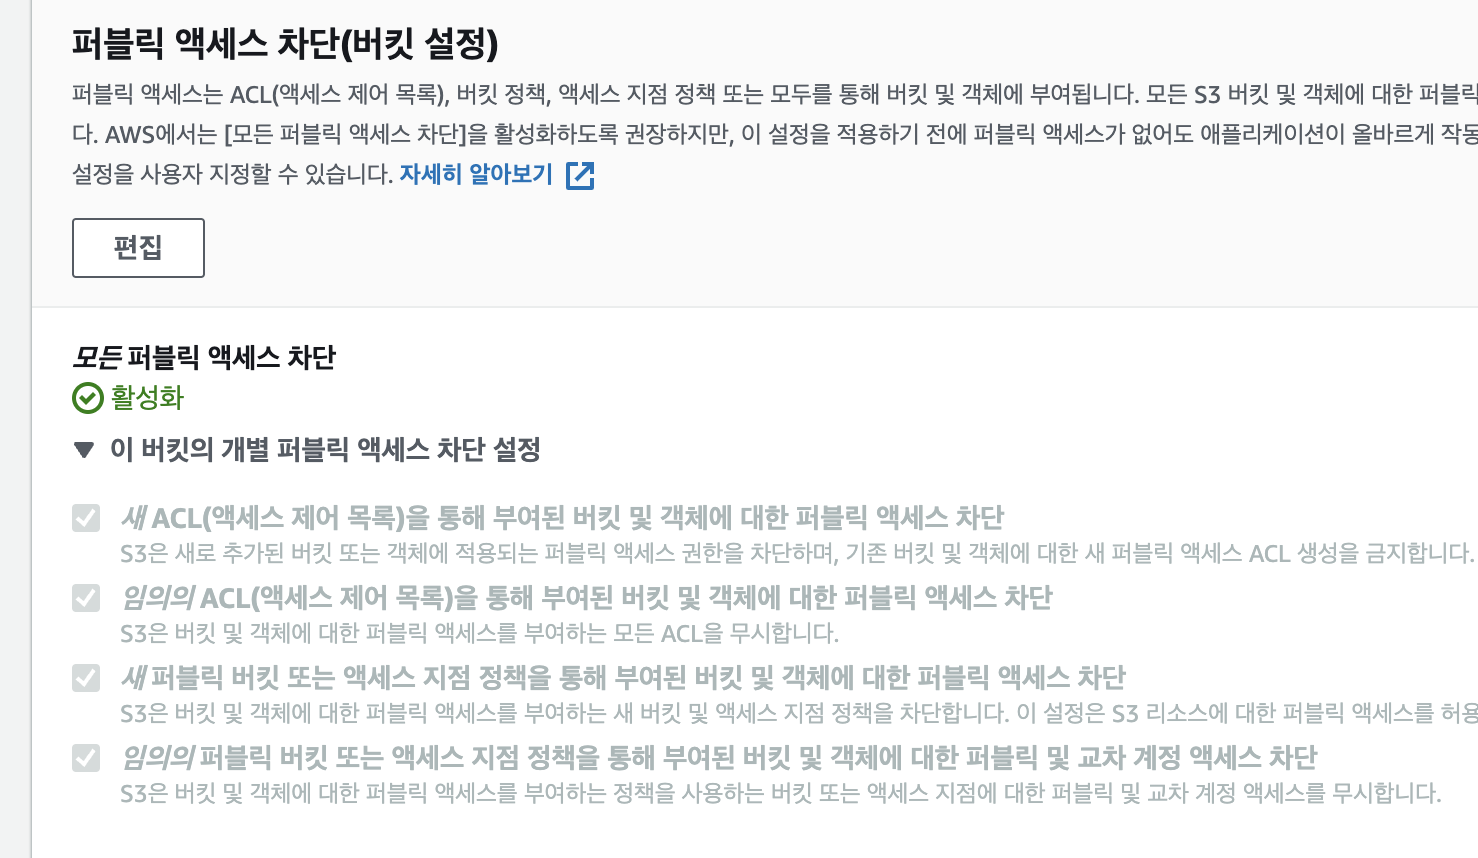 퍼블릭 액세스 차단(버킷 설정)
퍼블릭 액세스는 ACL(액세스 제어 목록), 버킷 정책, 액세스 지점 정책 또는 모두를 통해 버킷 및 객체에 부여됩니다. 모든 S3 버킷 및 객체에 대한 퍼블릭
다. AWS에서는 [모든 퍼블릭 액세스 차단]을 활성화하도록 권장하지만, 이 설정을 적용하기 전에 퍼블릭 액세스가 없어도 애플리케이션이 올바르게 작동
설정을 사용자 지정할 수 있습니다. 자세히 알아보기
편집
모든 퍼블릭 액세스 차단
활성화
이 버킷의 개별 퍼블릭 액세스 차단 설정
새 ACL(액세스 제어 목록)을 통해 부여된 버킷 및 객체에 대한 퍼블릭 액세스 차단
S3은 새로 추가된 버킷 또는 객체에 적용되는 퍼블릭 액세스 권한을 차단하며, 기존 버킷 및 객체에 대한 새 퍼블릭 액세스 ACL 생성을 금지합니다.
임의의 ACL(액세스 제어 목록)을 통해 부여된 버킷 및 객체에 대한 퍼블릭 액세스 차단
S3은 버킷 및 객체에 대한 퍼블릭 액세스를 부여하는 모든 ACL을 무시합니다.
새 퍼블릭 버킷 또는 액세스 지점 정책을 통해 부여된 버킷 및 객체에 대한 퍼블릭 액세스 차단
S3은 버킷 및 객체에 대한 퍼블릭 액세스를 부여하는 새 버킷 및 액세스 지점 정책을 차단합니다. 이 설정은 S3 리소스에 대한 퍼블릭 액세스를 허용
임의의 퍼블릭 버킷 또는 액세스 지점 정책을 통해 부여된 버킷 및 객체에 대한 퍼블릭 및 교차 계정 액세스 차단
S3은 버킷 및 객체에 대한 퍼블릭 액세스를 부여하는 정책을 사용하는 버킷 또는 액세스 지점에 대한 퍼블릭 및 교차 계정 액세스를 무시합니다.